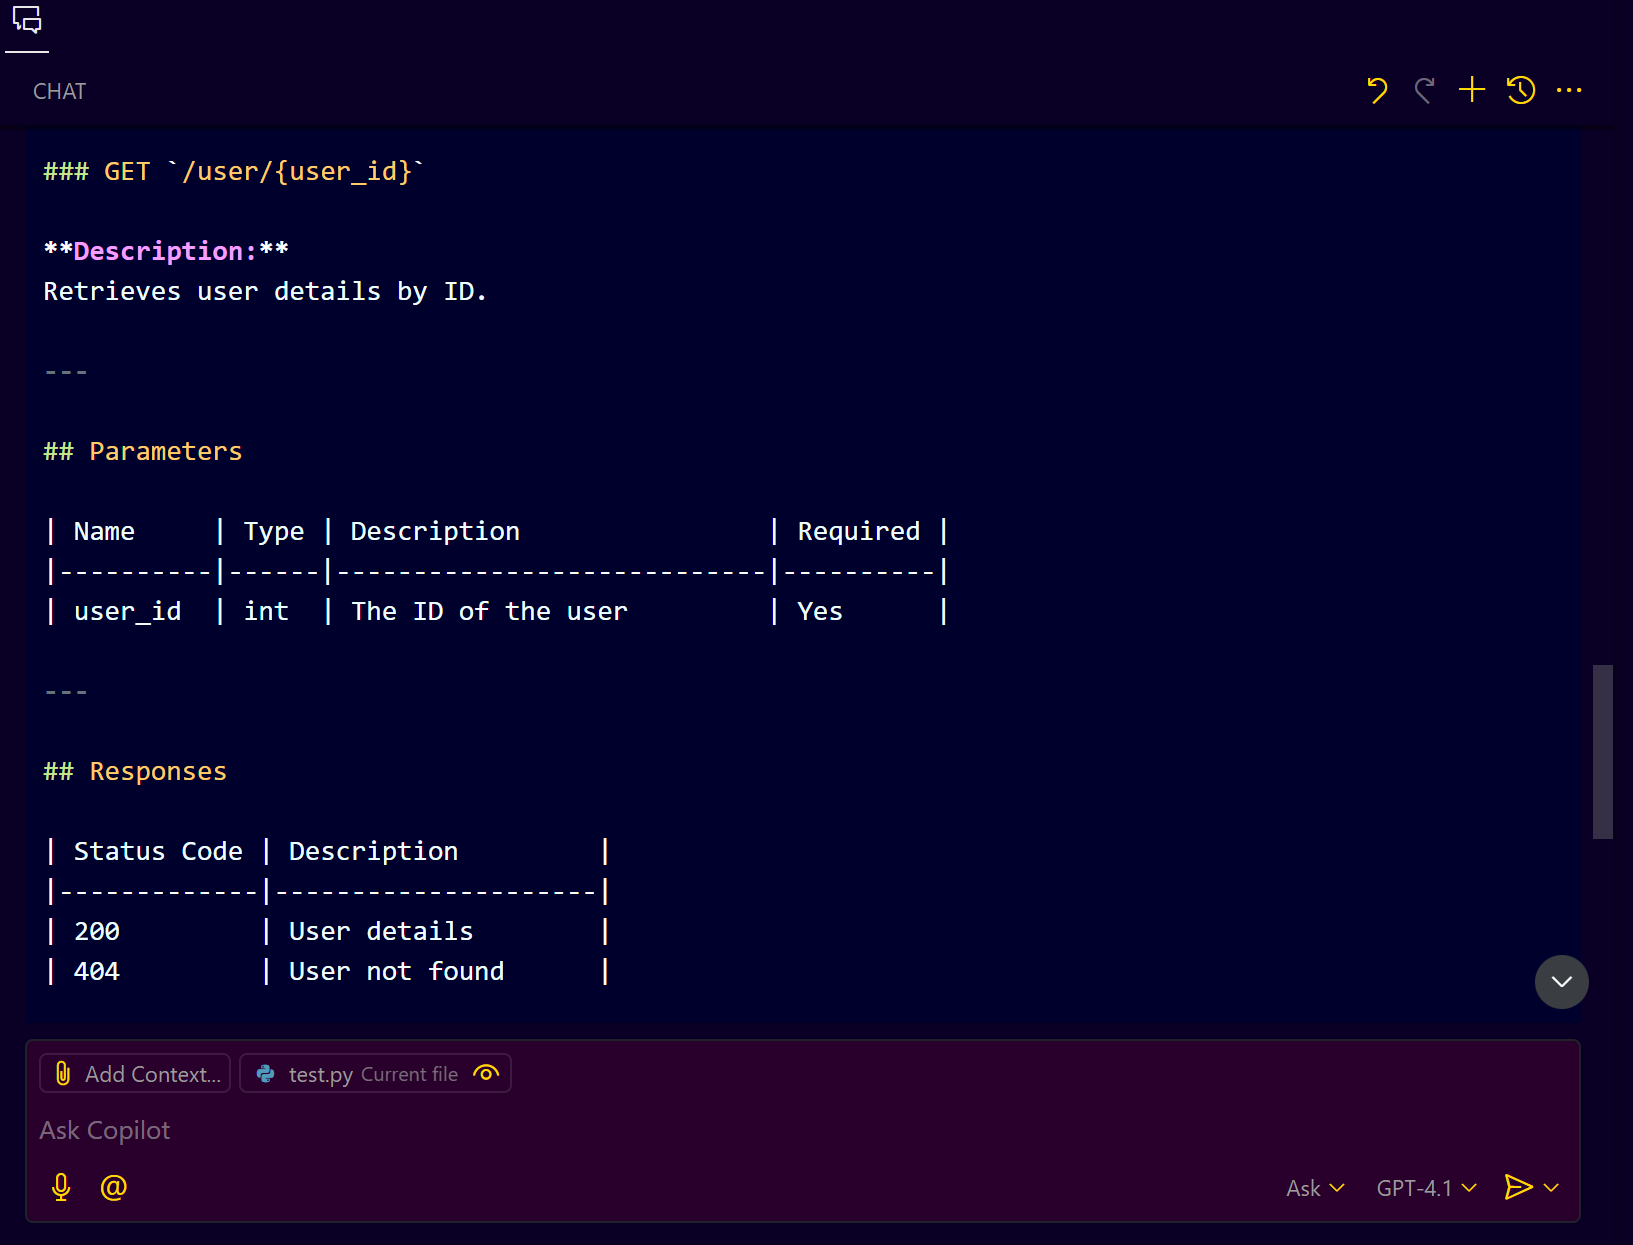 CHAT
### GET `/user/{user_id}`
**Description:**
Retrieves user details by ID.
---
## Parameters
| Name     | Type | Description                | Required |
|----------|------|----------------------------|----------|
| user_id  | int  | The ID of the user         | Yes      |
---
## Responses
| Status Code | Description         |
|-------------|---------------------|
| 200         | User details        |
| 404         | User not found      |
Add Context... test.py Current file
Ask Copilot
@ Ask GPT-4.1